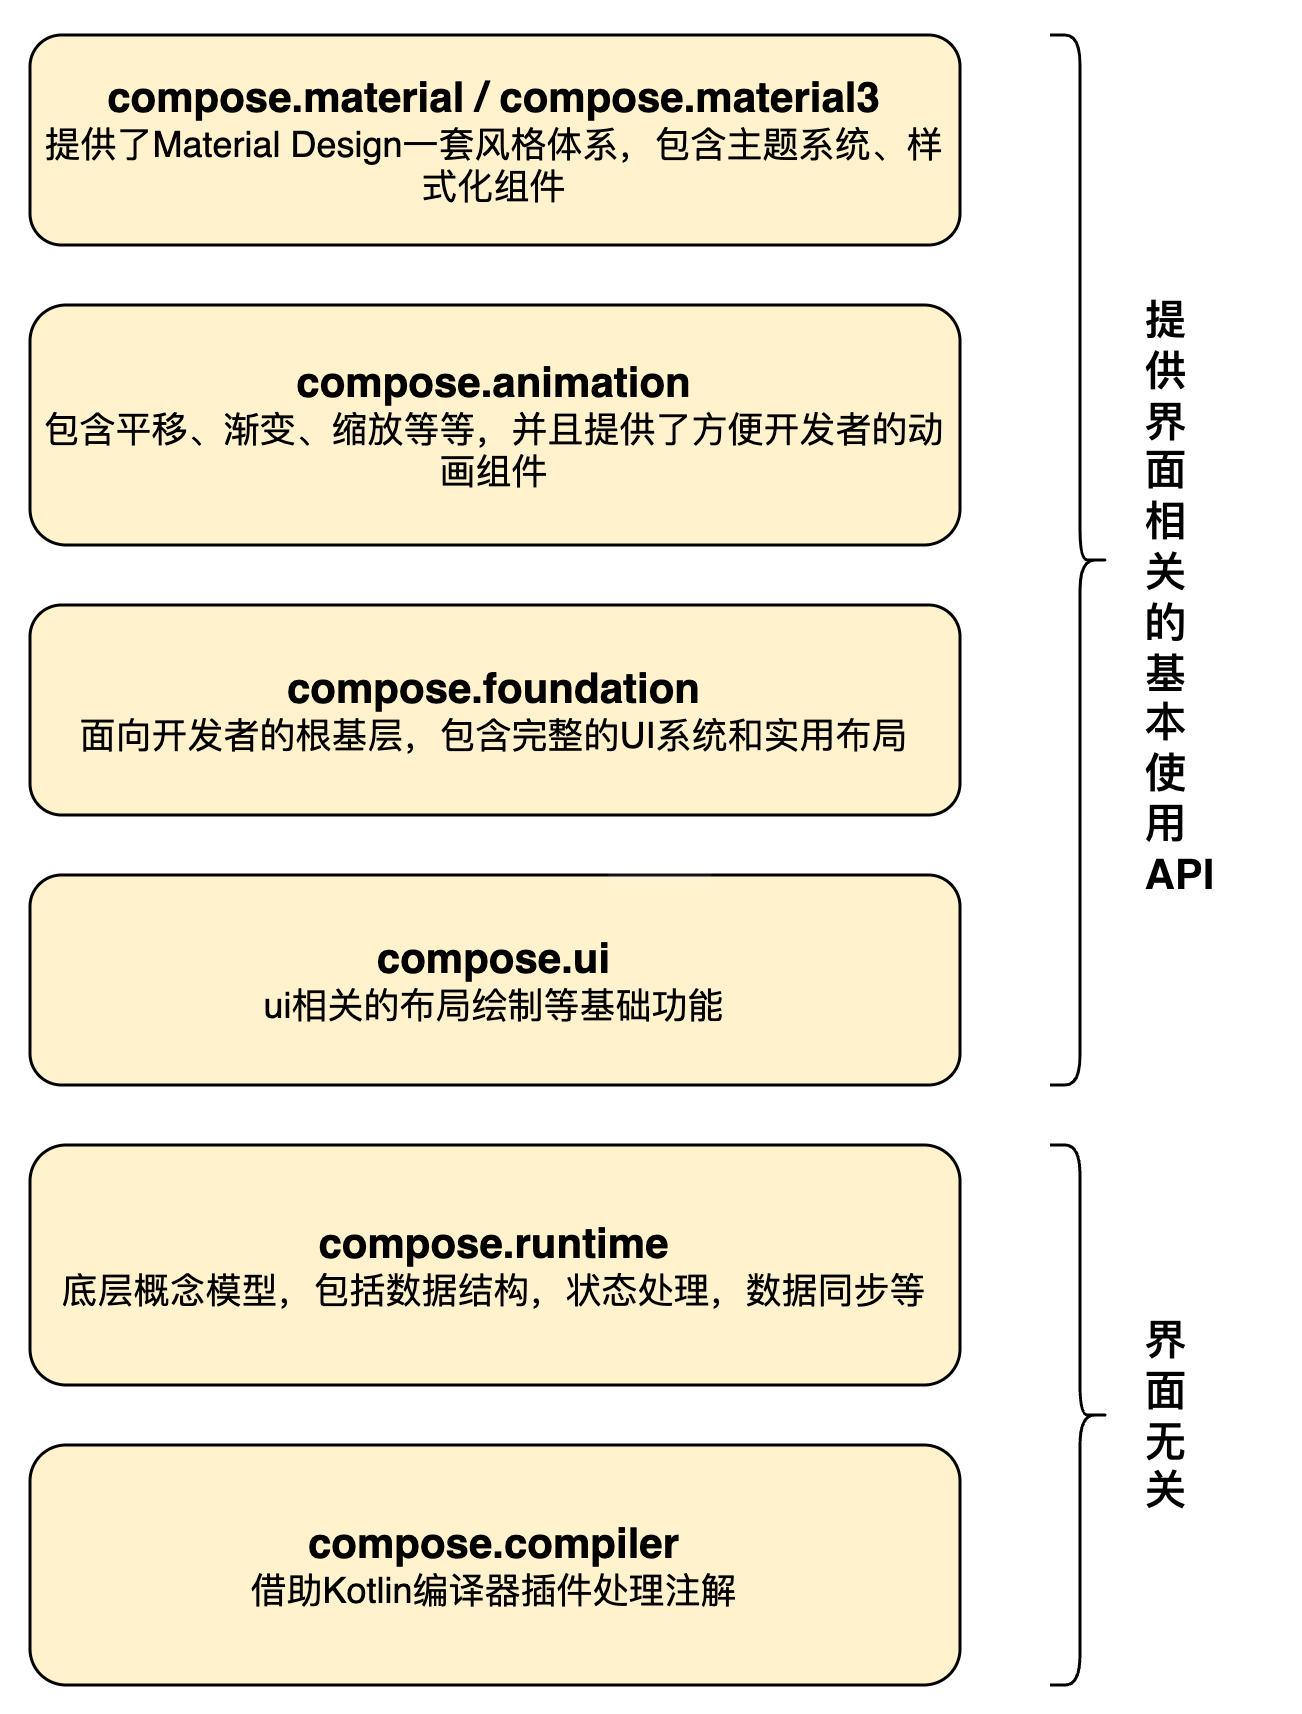 compose.material / compose.material3
提供了Material Design一套风格体系，包含主题系统、样
式化组件
compose.animation
包含平移、渐变、缩放等等，并且提供了方便开发者的动
画组件
compose.foundation
面向开发者的根基层，包含完整的UI系统和实用布局
compose.ui
ui相关的布局绘制等基础功能
提
供
界
面
相
关
的
基
本
使
用
API
compose.runtime
底层概念模型，包括数据结构，状态处理，数据同步等
compose.compiler
借助Kotlin编译器插件处理注解
界
面
无
关